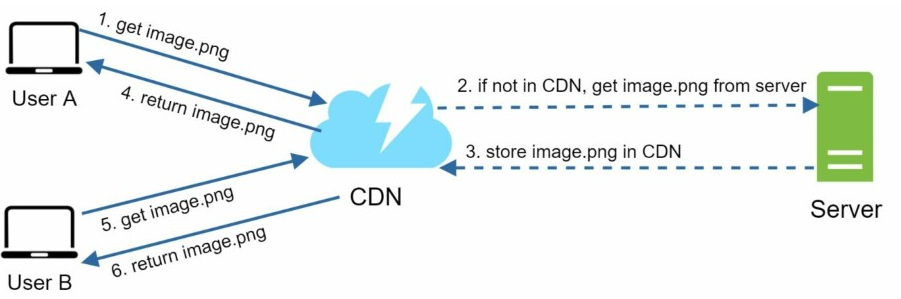 1. get image.png
User A
4. return image.png
2. if not in CDN, get image.png from server
3. store image.png in CDN
CDN
Server
5. get image.png
6. return image.png
User B